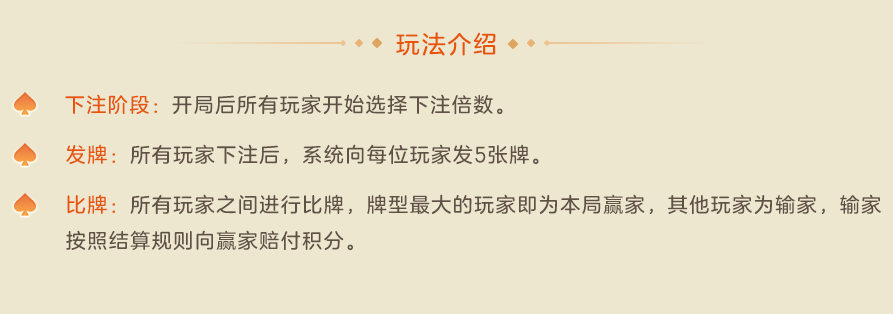 玩法介绍
下注阶段：开局后所有玩家开始选择下注倍数。
发牌：所有玩家下注后，系统向每位玩家发5张牌。
比牌：所有玩家之间进行比牌，牌型最大的玩家即为本局赢家，其他玩家为输家，输家
按照结算规则向赢家赔付积分。